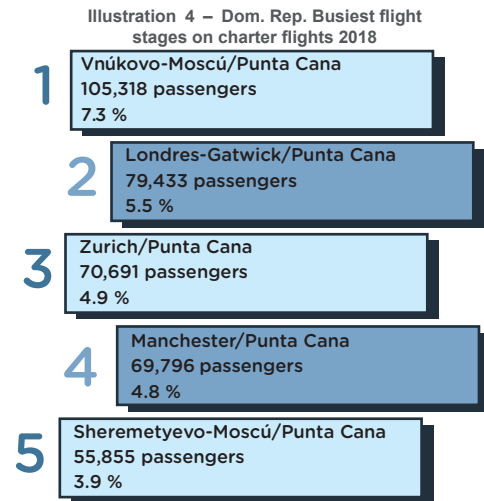 Illustration 4 – Dom. Rep. Busiest flight
stages on charter flights 2018
1
Vnúkovo-Moscú/Punta Cana
105,318 passengers
7.3 %
2
Londres-Gatwick/Punta Cana
79,433 passengers
5.5 %
3
Zurich/Punta Cana
70,691 passengers
4.9 %
4
Manchester/Punta Cana
69,796 passengers
4.8 %
5
Sheremetyevo-Moscú/Punta Cana
55,855 passengers
3.9 %